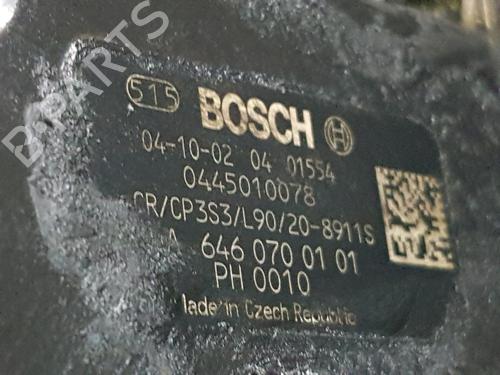 B-PARTS
515 BOSCH
04-10-02 04 01554
0445010078
CR/CP3S3/L90/20-8911S
A 646 070 01 01
PH 0010
Made in Czech Republic
B-PARTS